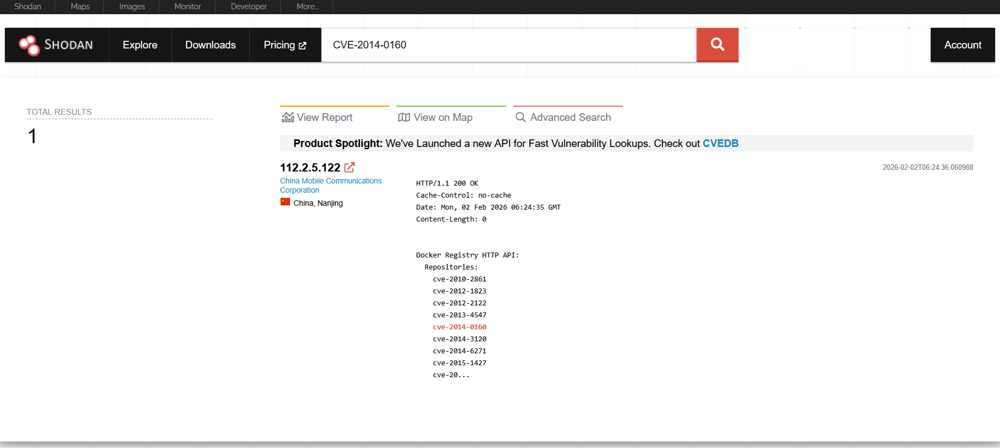 Shodan
Maps
Images
Monitor
Developer
More...
SHODAN
Explore
Downloads
Pricing
CVE-2014-0160
Account
TOTAL RESULTS
1
View Report
View on Map
Advanced Search
Product Spotlight: We've Launched a new API for Fast Vulnerability Lookups. Check out CVEDB
112.2.5.122
China Mobile Communications
Corporation
China, Nanjing
2026-02-02T06:24:36.060988
HTTP/1.1 200 OK
Cache-Control: no-cache
Date: Mon, 02 Feb 2026 06:24:35 GMT
Content-Length: 0
Docker Registry HTTP API:
Repositories:
cve-2010-2861
cve-2012-1823
cve-2012-2122
cve-2013-4547
cve-2014-0160
cve-2014-3120
cve-2014-6271
cve-2015-1427
cve-20...